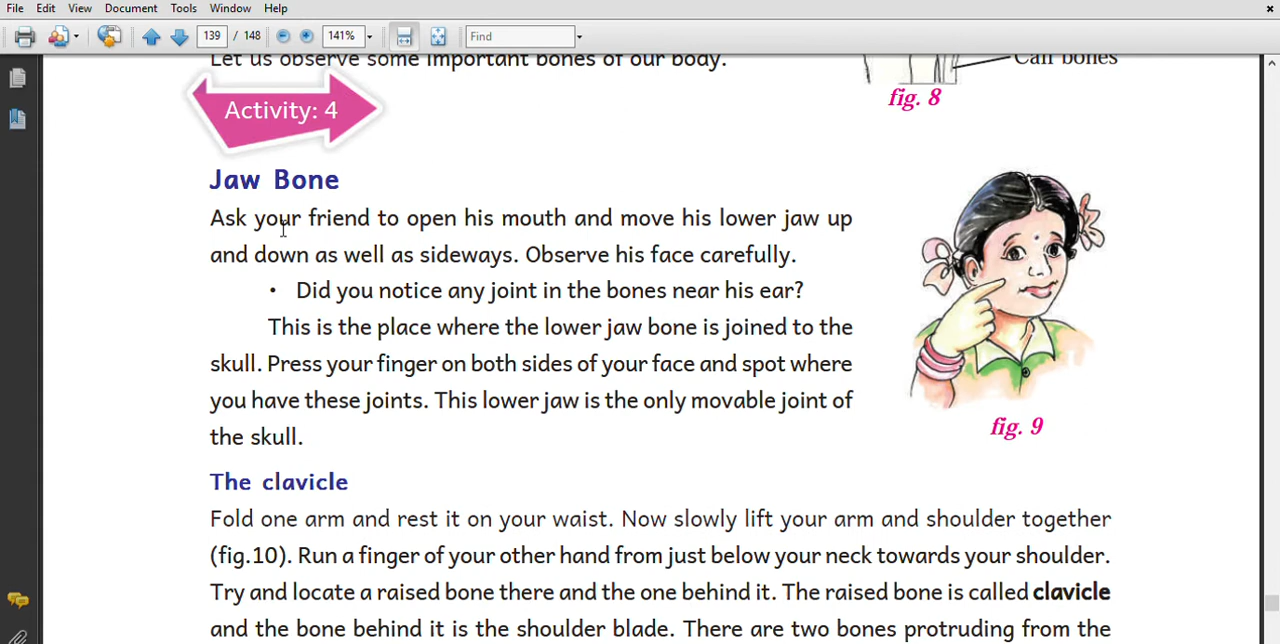 File Edit View Document Tools Window Help ×
139 / 148 141% Find
Let us observe some important bones of our body.
Calf bones
fig. 8
Activity: 4
Jaw Bone
Ask your friend to open his mouth and move his lower jaw up
and down as well as sideways. Observe his face carefully.
• Did you notice any joint in the bones near his ear?
This is the place where the lower jaw bone is joined to the
skull. Press your finger on both sides of your face and spot where
you have these joints. This lower jaw is the only movable joint of
the skull.
fig. 9
The clavicle
Fold one arm and rest it on your waist. Now slowly lift your arm and shoulder together
(fig.10). Run a finger of your other hand from just below your neck towards your shoulder.
Try and locate a raised bone there and the one behind it. The raised bone is called clavicle
and the bone behind it is the shoulder blade. There are two bones protruding from the